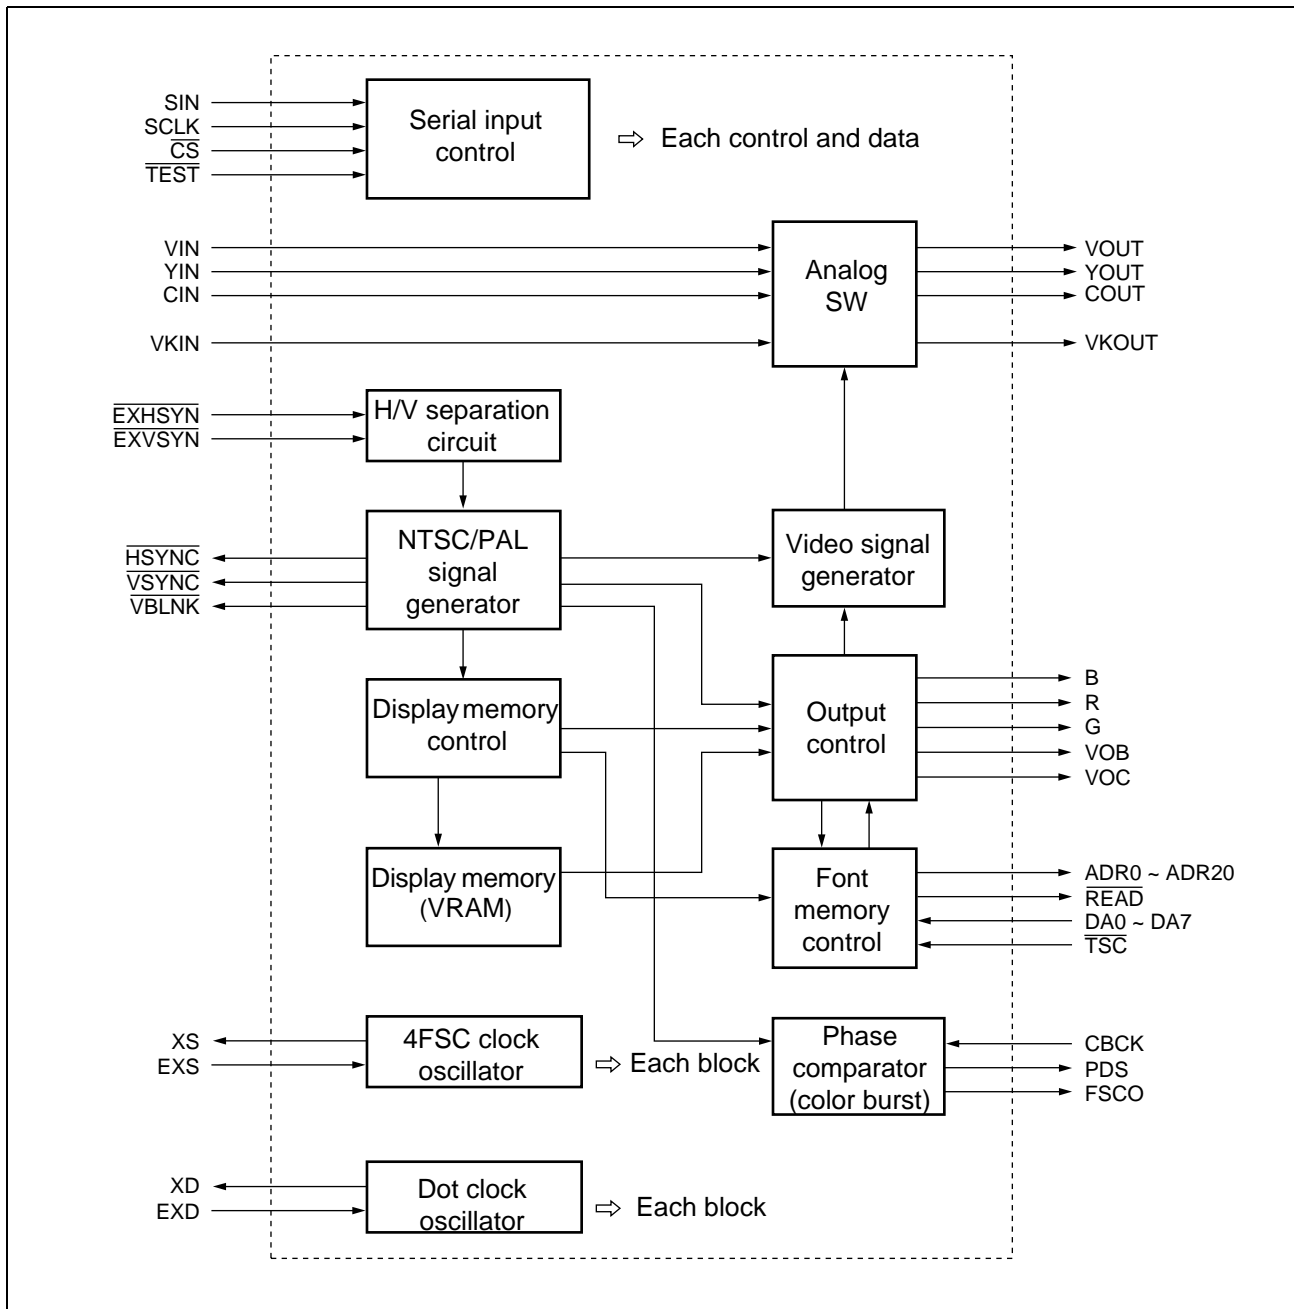 SIN
SCLK
CS
TEST
Serial input
control
Each control and data
VIN
YIN
CIN
VKIN
Analog
SW
VOUT
YOUT
COUT
VKOUT
EXHSYN
EXVSYN
H/V separation
circuit
HSYNC
VSYNC
VBLNK
NTSC/PAL
signal
generator
Video signal
generator
Display memory
control
Output
control
B
R
G
VOB
VOC
Display memory
(VRAM)
Font
memory
control
ADR0 ~ ADR20
READ
DA0 ~ DA7
TSC
XS
EXS
4FSC clock
oscillator
Each block
Phase
comparator
(color burst)
CBCK
PDS
FSCO
XD
EXD
Dot clock
oscillator
Each block